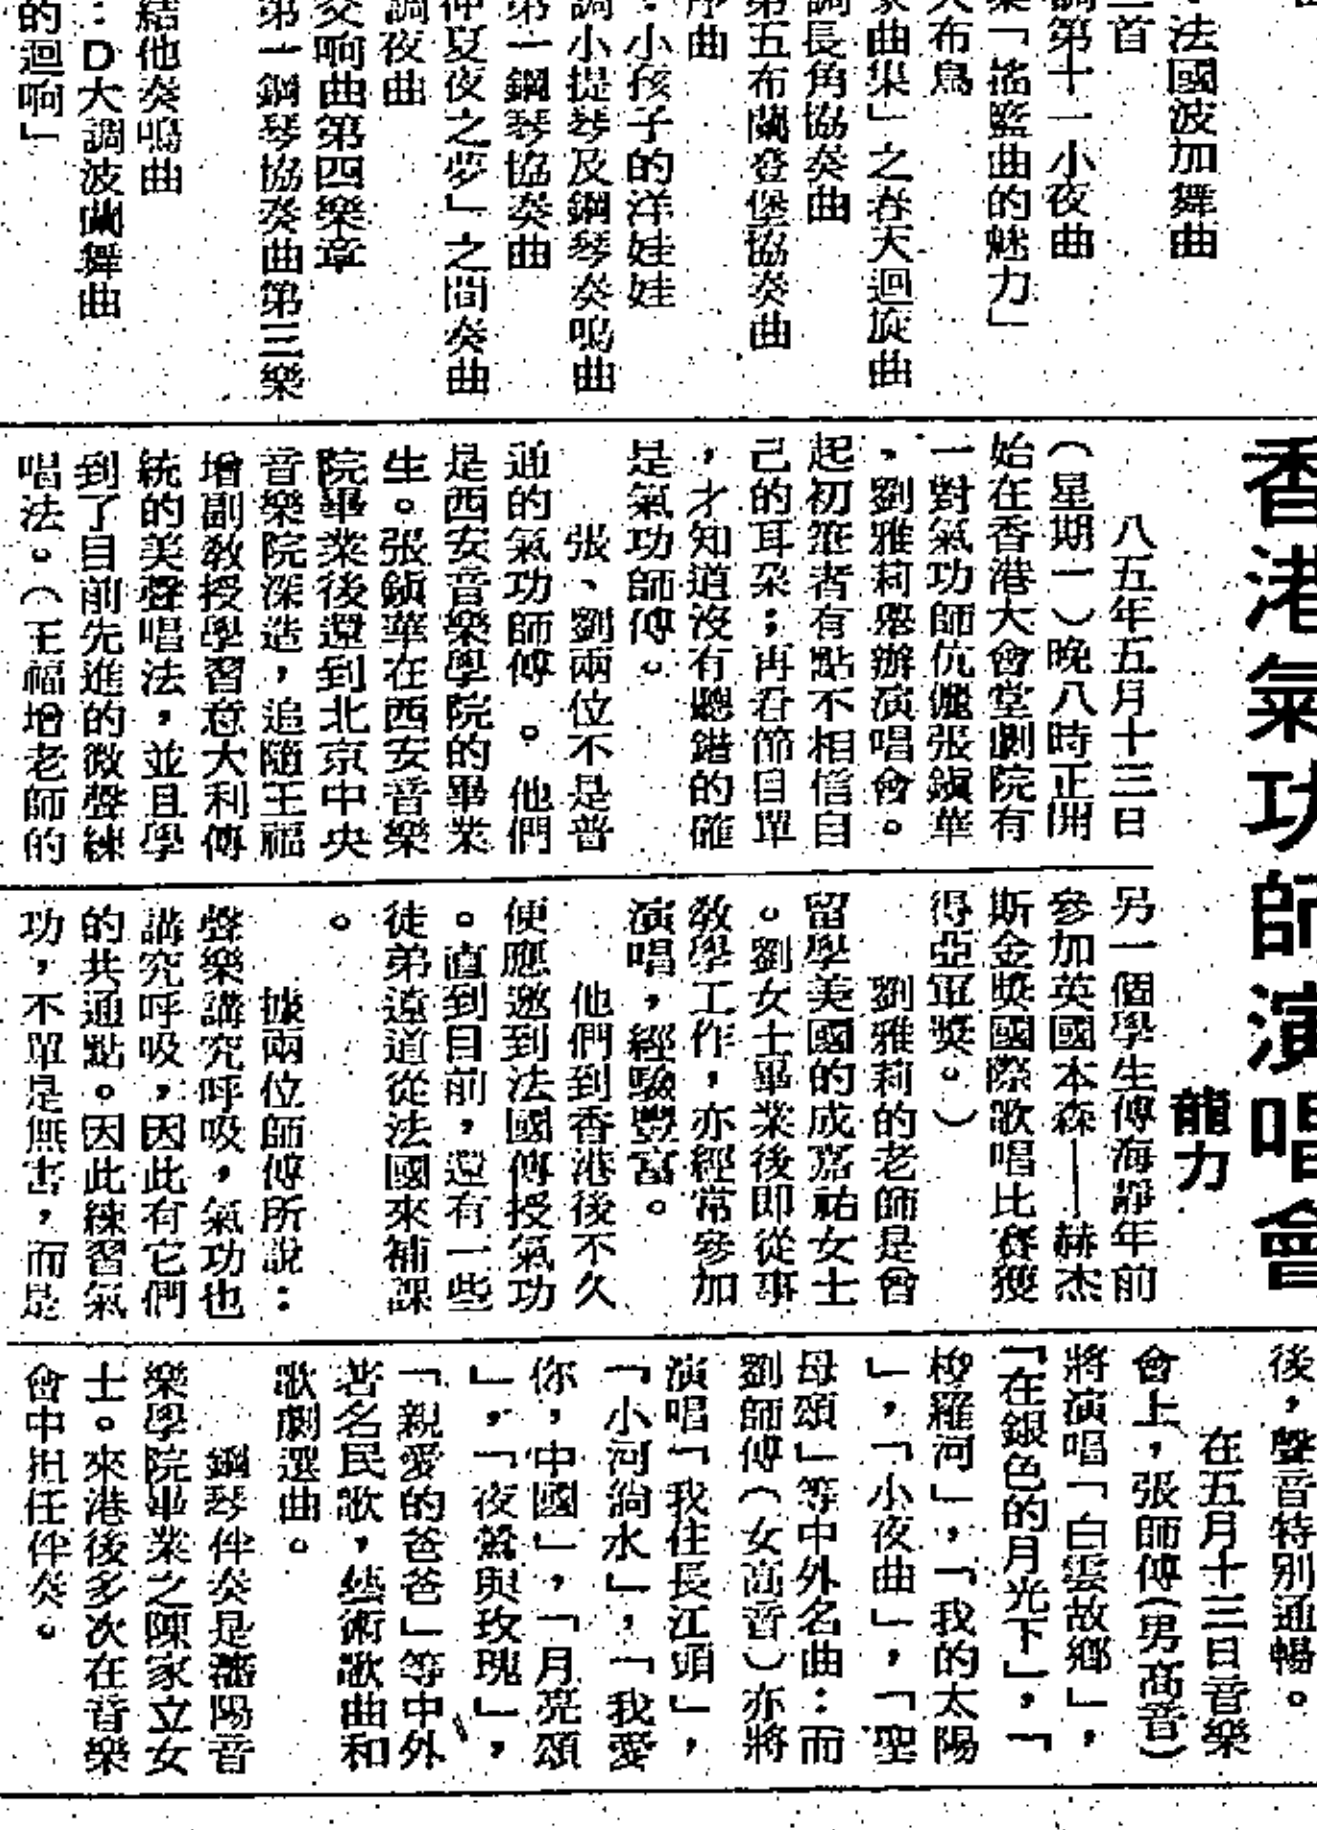 法國波加舞曲
二首
調第十一小夜曲
集「搖籃曲的魅力」
大布鳥
家曲集」之春天迴旋曲
調長角協奏曲
第五布蘭登堡協奏曲
序曲
：小孩子的洋娃娃
調小提琴及鋼琴奏鳴曲
第一鋼琴協奏曲
仲夏夜之夢」之間奏曲
調夜曲
交响曲第四樂章
第一鋼琴協奏曲第三樂
結他奏鳴曲
：D大調波蘭舞曲
的迴响」
香港氣功師演唱會
龍力
八五年五月十三日
（星期一）晚八時正開
始在香港大會堂劇院有
一對氣功師伉儷張鎮華
，劉雅莉舉辦演唱會。
起初筆者有點不相信自
己的耳朵；再看節目單
，才知道沒有聽錯的確
是氣功師傅。
張、劉兩位不是普
通的氣功師傅。他們
是西安音樂學院的畢業
生。張鎮華在西安音樂
院畢業後還到北京中央
音樂院深造，追隨王福
增副教授學習意大利傳
統的美聲唱法，並且學
到了目前先進的微聲練
唱法。（王福增老師的
另一個學生傅海靜年前
參加英國本森——赫杰
斯金獎國際歌唱比賽獲
得亞軍獎。）
劉雅莉的老師是曾
留學美國的成嘉祐女士
。劉女士畢業後即從事
敎學工作，亦經常參加
演唱，經驗豐富。
他們到香港後不久
便應邀到法國傳授氣功
。直到目前，還有一些
徒弟遠道從法國來補課
。
據兩位師傅所說：
聲樂講究呼吸，氣功也
講究呼吸，因此有它們
的共通點。因此練習氣
功，不單是無害，而是
後，聲音特別通暢。
在五月十三日音樂
會上，張師傅（男高音）
將演唱「白雲故鄉」，
「在銀色的月光下」，「
梭羅河」，「我的太陽
」，「小夜曲」，「聖
母頌」等中外名曲：而
劉師傅（女高音）亦將
演唱「我住長江頭」，
「小河淌水」，「我愛
你，中國」，「月亮頌
」，「夜鶯與玫瑰」，
「親愛的爸爸」等中外
著名民歌，藝術歌曲和
歌劇選曲。
鋼琴伴奏是瀋陽音
樂學院畢業之陳家立女
士。來港後多次在音樂
會中担任伴奏。